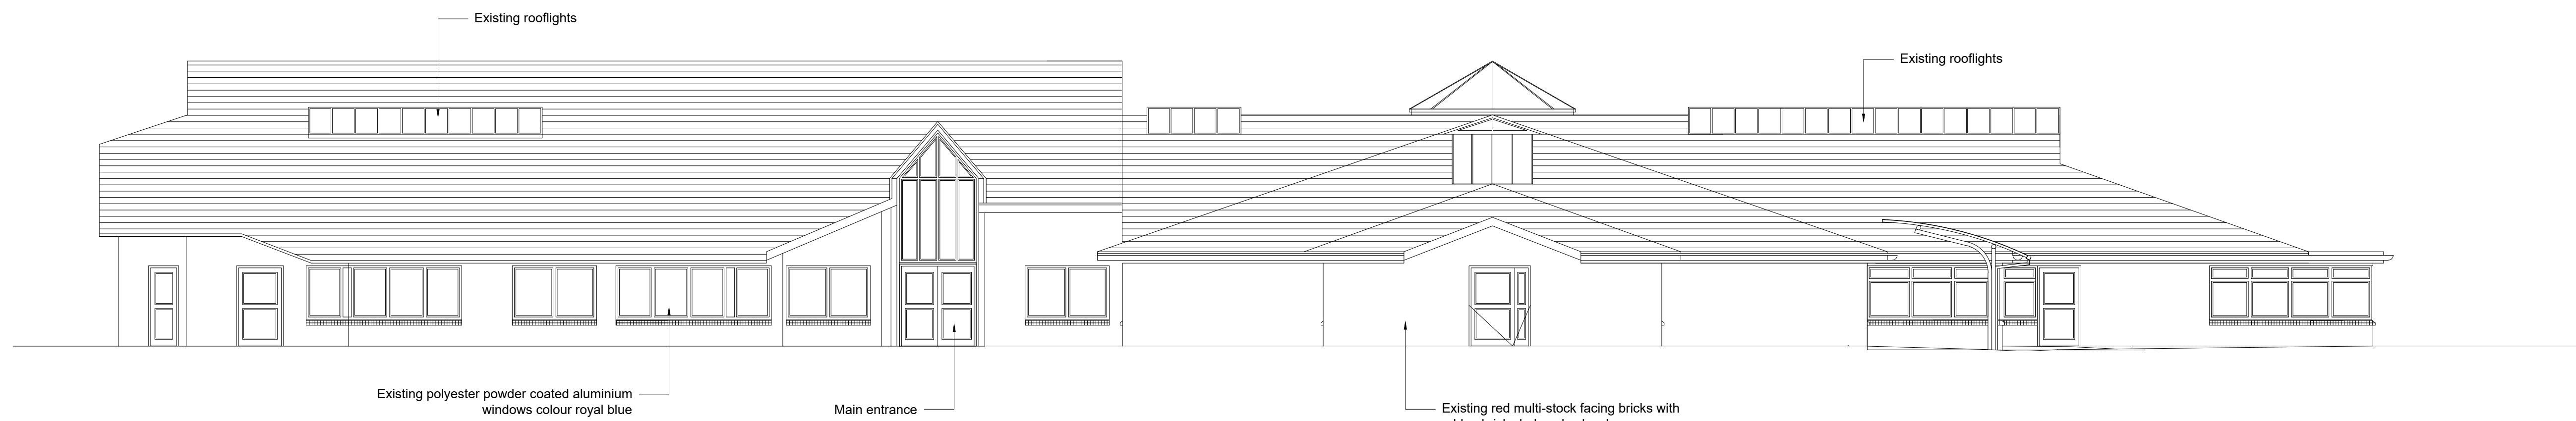 Existing rooflights
Existing rooflights
Existing polyester powder coated aluminium
windows colour royal blue
Main entrance
Existing red multi-stock facing bricks with